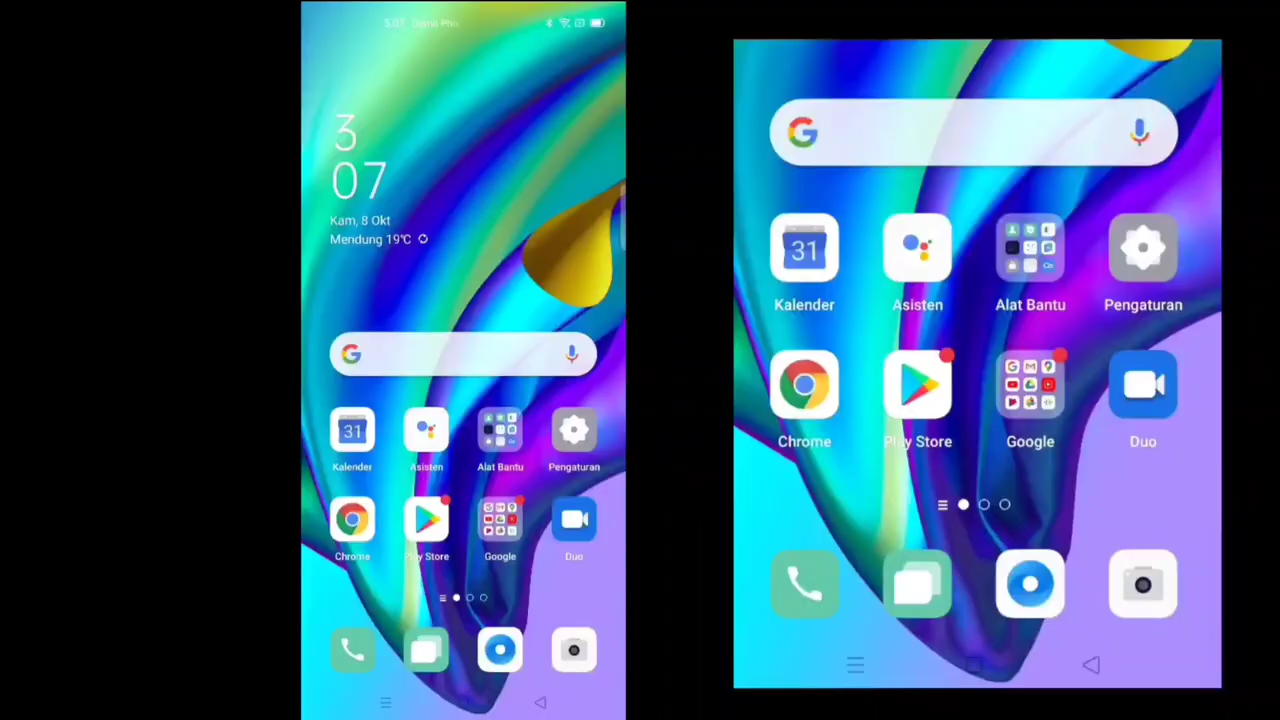 3
07
Kam, 8 Okt
Mendung 19°C
31
Kalender
Asisten
Alat Bantu
Pengaturan
Chrome
Play Store
Google
Duo
31
Kalender
Asisten
Alat Bantu
Pengaturan
Chrome
Play Store
Google
Duo